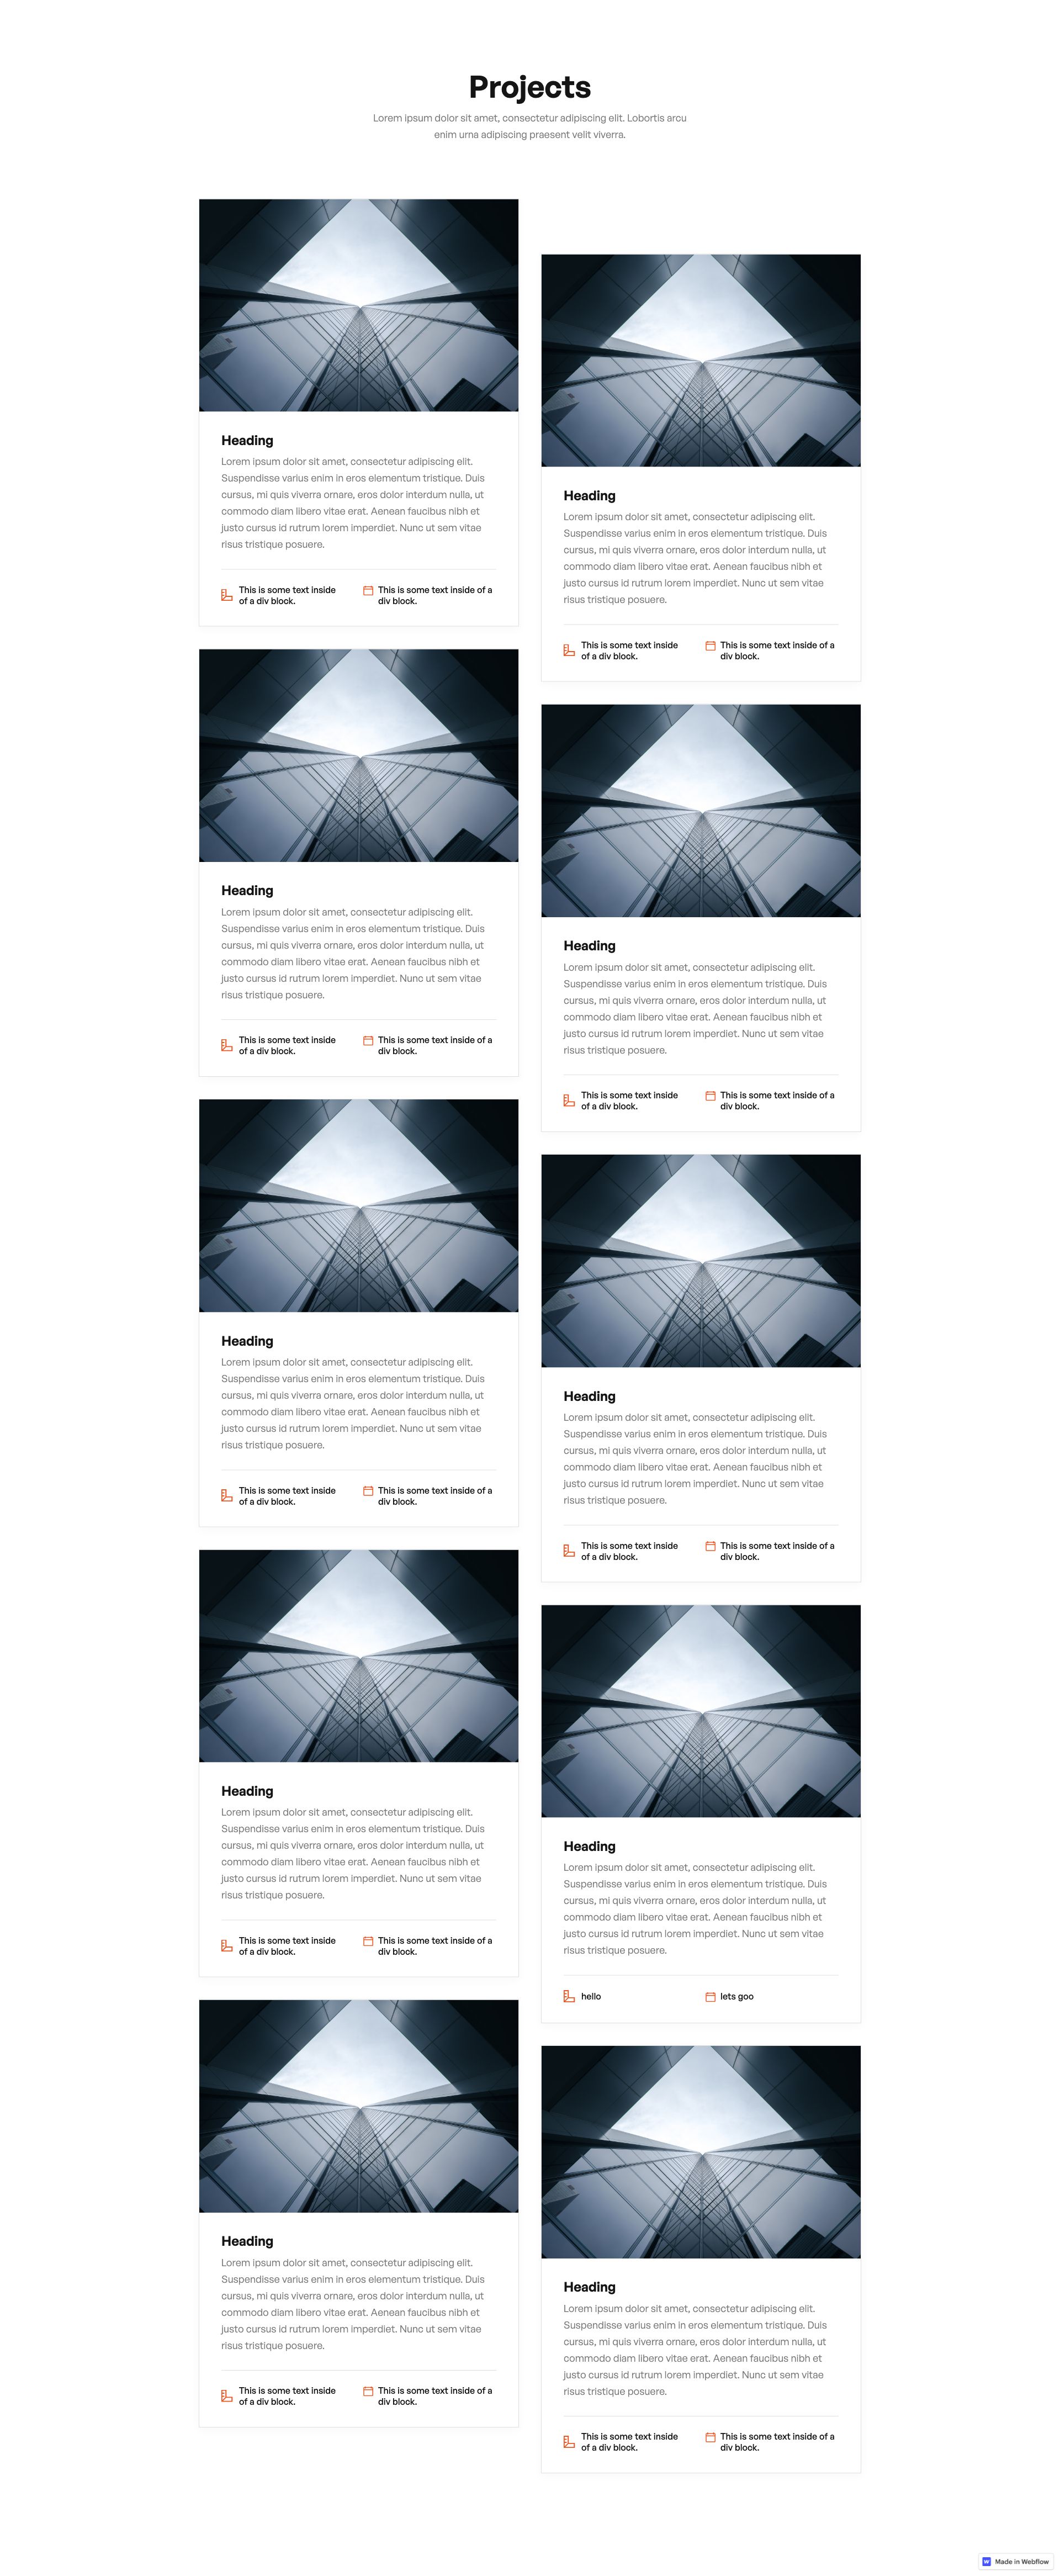 Projects
Lorem ipsum dolor sit amet, consectetur adipiscing elit. Lobortis arcu
enim urna adipiscing praesent velit viverra.
Heading
Lorem ipsum dolor sit amet, consectetur adipiscing elit.
Suspendisse varius enim in eros elementum tristique. Duis
cursus, mi quis viverra ornare, eros dolor interdum nulla, ut
commodo diam libero vitae erat. Aenean faucibus nibh et
justo cursus id rutrum lorem imperdiet. Nunc ut sem vitae
risus tristique posuere.
This is some text inside
of a div block.
This is some text inside of a
div block.
Heading
Lorem ipsum dolor sit amet, consectetur adipiscing elit.
Suspendisse varius enim in eros elementum tristique. Duis
cursus, mi quis viverra ornare, eros dolor interdum nulla, ut
commodo diam libero vitae erat. Aenean faucibus nibh et
justo cursus id rutrum lorem imperdiet. Nunc ut sem vitae
risus tristique posuere.
This is some text inside
of a div block.
This is some text inside of a
div block.
Heading
Lorem ipsum dolor sit amet, consectetur adipiscing elit.
Suspendisse varius enim in eros elementum tristique. Duis
cursus, mi quis viverra ornare, eros dolor interdum nulla, ut
commodo diam libero vitae erat. Aenean faucibus nibh et
justo cursus id rutrum lorem imperdiet. Nunc ut sem vitae
risus tristique posuere.
This is some text inside
of a div block.
This is some text inside of a
div block.
Heading
Lorem ipsum dolor sit amet, consectetur adipiscing elit.
Suspendisse varius enim in eros elementum tristique. Duis
cursus, mi quis viverra ornare, eros dolor interdum nulla, ut
commodo diam libero vitae erat. Aenean faucibus nibh et
justo cursus id rutrum lorem imperdiet. Nunc ut sem vitae
risus tristique posuere.
This is some text inside
of a div block.
This is some text inside of a
div block.
Heading
Lorem ipsum dolor sit amet, consectetur adipiscing elit.
Suspendisse varius enim in eros elementum tristique. Duis
cursus, mi quis viverra ornare, eros dolor interdum nulla, ut
commodo diam libero vitae erat. Aenean faucibus nibh et
justo cursus id rutrum lorem imperdiet. Nunc ut sem vitae
risus tristique posuere.
This is some text inside
of a div block.
This is some text inside of a
div block.
Heading
Lorem ipsum dolor sit amet, consectetur adipiscing elit.
Suspendisse varius enim in eros elementum tristique. Duis
cursus, mi quis viverra ornare, eros dolor interdum nulla, ut
commodo diam libero vitae erat. Aenean faucibus nibh et
justo cursus id rutrum lorem imperdiet. Nunc ut sem vitae
risus tristique posuere.
This is some text inside
of a div block.
This is some text inside of a
div block.
Heading
Lorem ipsum dolor sit amet, consectetur adipiscing elit.
Suspendisse varius enim in eros elementum tristique. Duis
cursus, mi quis viverra ornare, eros dolor interdum nulla, ut
commodo diam libero vitae erat. Aenean faucibus nibh et
justo cursus id rutrum lorem imperdiet. Nunc ut sem vitae
risus tristique posuere.
This is some text inside
of a div block.
This is some text inside of a
div block.
Heading
Lorem ipsum dolor sit amet, consectetur adipiscing elit.
Suspendisse varius enim in eros elementum tristique. Duis
cursus, mi quis viverra ornare, eros dolor interdum nulla, ut
commodo diam libero vitae erat. Aenean faucibus nibh et
justo cursus id rutrum lorem imperdiet. Nunc ut sem vitae
risus tristique posuere.
hello
lets goo
Heading
Lorem ipsum dolor sit amet, consectetur adipiscing elit.
Suspendisse varius enim in eros elementum tristique. Duis
cursus, mi quis viverra ornare, eros dolor interdum nulla, ut
commodo diam libero vitae erat. Aenean faucibus nibh et
justo cursus id rutrum lorem imperdiet. Nunc ut sem vitae
risus tristique posuere.
This is some text inside
of a div block.
This is some text inside of a
div block.
Heading
Lorem ipsum dolor sit amet, consectetur adipiscing elit.
Suspendisse varius enim in eros elementum tristique. Duis
cursus, mi quis viverra ornare, eros dolor interdum nulla, ut
commodo diam libero vitae erat. Aenean faucibus nibh et
justo cursus id rutrum lorem imperdiet. Nunc ut sem vitae
risus tristique posuere.
This is some text inside
of a div block.
This is some text inside of a
div block.
Made in Webflow